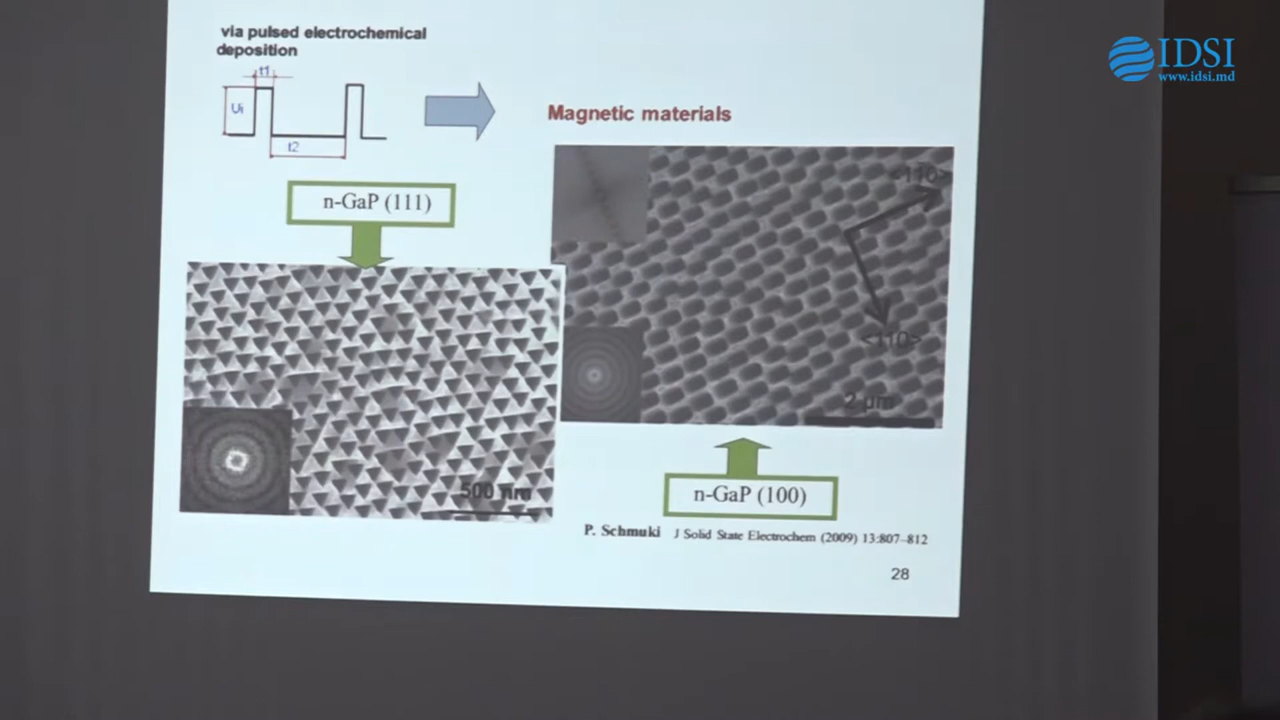 via pulsed electrochemical
deposition
t1
Ui
t2
n-GaP (111)
Magnetic materials
<110>
<110>
2 μm
500 nm
n-GaP (100)
P. Schmuki J Solid State Electrochem (2009) 13:807–812
28
IDSI
www.idsi.md